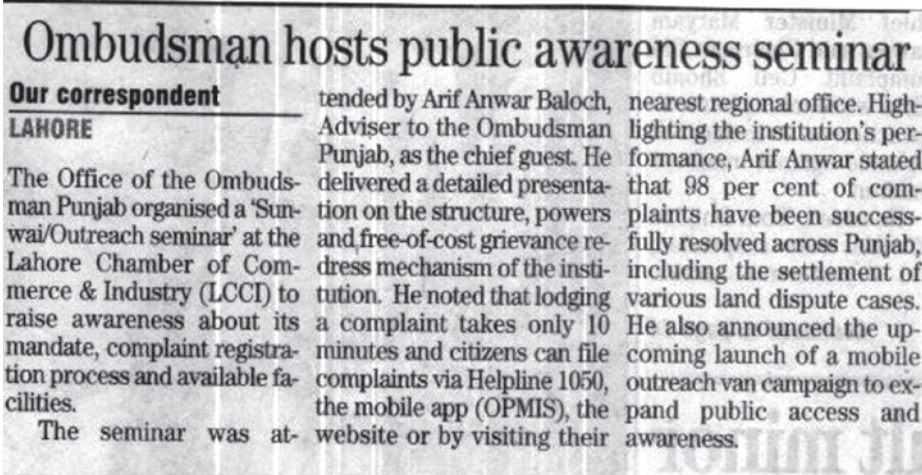 Ombudsman hosts public awareness seminar
Our correspondent
LAHORE
The Office of the Ombuds-
man Punjab organised a 'Sun-
wai/Outreach seminar' at the
Lahore Chamber of Com-
merce & Industry (LCCI) to
raise awareness about its
mandate, complaint registra-
tion process and available fa-
cilities.
The seminar was at-
tended by Arif Anwar Baloch,
Adviser to the Ombudsman
Punjab, as the chief guest. He
delivered a detailed presenta-
tion on the structure, powers
and free-of-cost grievance re-
dress mechanism of the insti-
tution. He noted that lodging
a complaint takes only 10
minutes and citizens can file
complaints via Helpline 1050,
the mobile app (OPMIS), the
website or by visiting their
nearest regional office. High
lighting the institution's per-
formance, Arif Anwar stated
that 98 per cent of com-
plaints have been success
fully resolved across Punjab,
including the settlement of
various land dispute cases.
He also announced the up-
coming launch of a mobile
outreach van campaign to ex-
pand public access and
awareness.